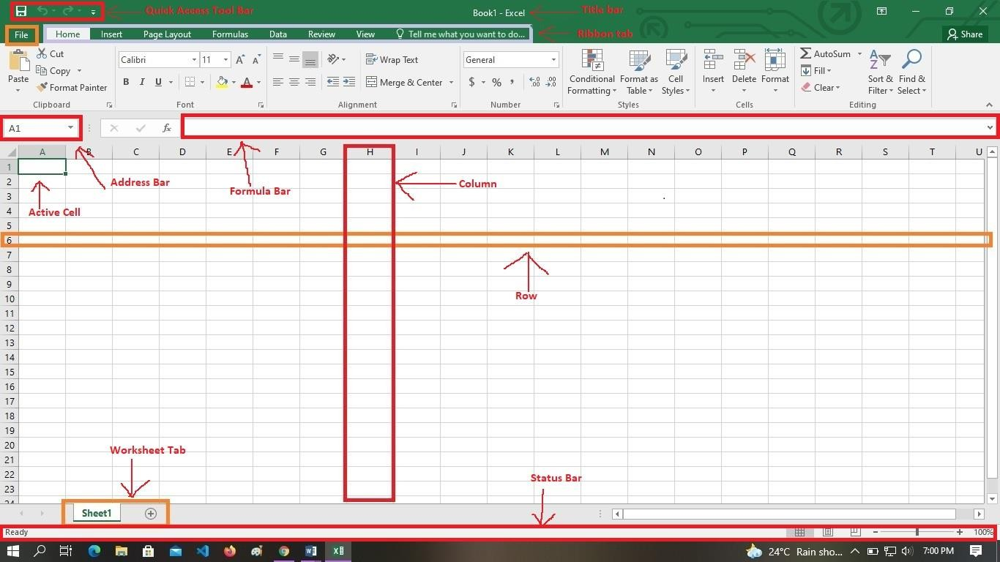 Quick Access Tool Bar
Book1 - Excel
Title bar
File Home Insert Page Layout Formulas Data Review View Tell me what you want to do... Ribbon tab Share
Cut
Copy
Format Painter
Paste
Clipboard
Calibri 11 A A
B I U A
Font
Wrap Text
Merge & Center
Alignment
General
$ % ,
Number
Conditional Formatting
Format as Table
Cell Styles
Styles
Insert Delete Format
Cells
AutoSum
Fill
Clear
Sort & Filter
Find & Select
Editing
A1 fx
A B C D E F G H I J K L M N O P Q R S T U
1
2 Address Bar Formula Bar Column
3
4 Active Cell
5
6
7
8
9
10 Row
11
12
13
14
15
16
17
18
19
20
21 Worksheet Tab
22
23 Status Bar
24
Sheet1
Ready 100%
24°C Rain sho... 7:00 PM